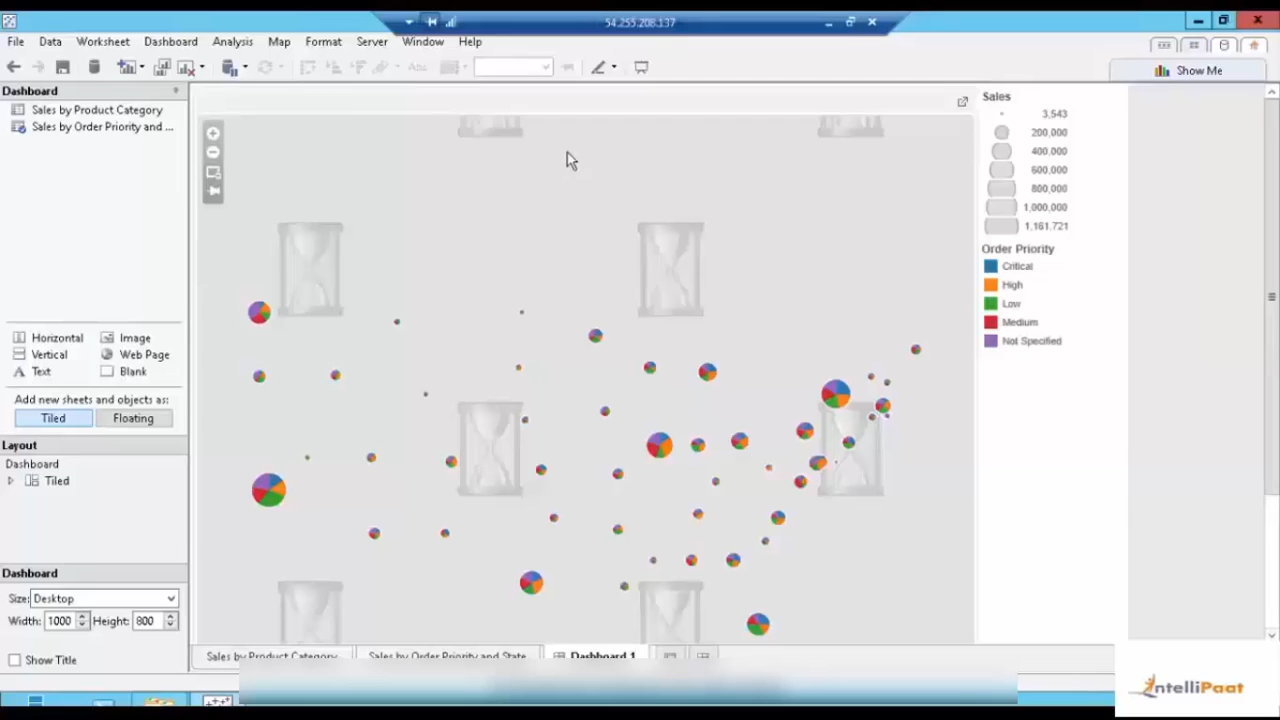 54.255.208.137
File Data Worksheet Dashboard Analysis Map Format Server Window Help
Abc
Show Me
Dashboard
Sales by Product Category
Sales by Order Priority and ...
Horizontal Image
Vertical Web Page
A Text Blank
Add new sheets and objects as:
Tiled Floating
Layout
Dashboard
Tiled
Dashboard
Size: Desktop
Width: 1000 Height: 800
Show Title
Sales
3,543
200,000
400,000
600,000
800,000
1,000,000
1,161,721
Order Priority
Critical
High
Low
Medium
Not Specified
Sales by Product Category Sales by Order Priority and State Dashboard 1
IntelliPaat